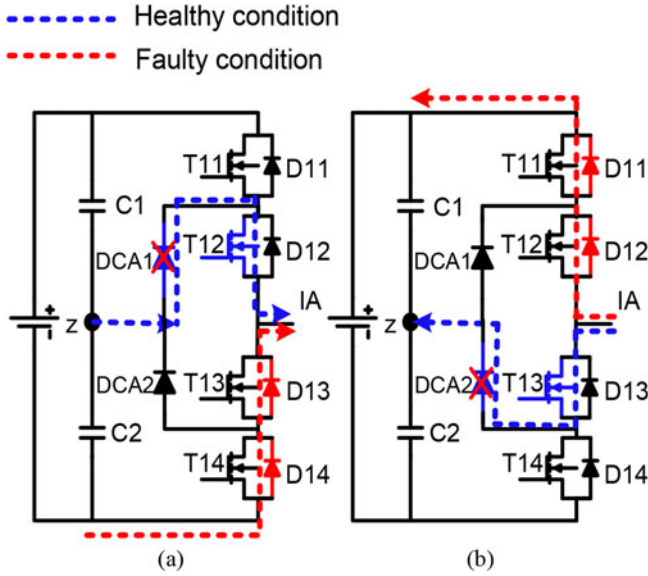 Healthy condition
Faulty condition
T11
D11
C1
T12
D12
DCA1
IA
+
-
z
DCA2
T13
D13
C2
T14
D14
(a)
T11
D11
C1
T12
D12
DCA1
IA
+
-
z
DCA2
T13
D13
C2
T14
D14
(b)